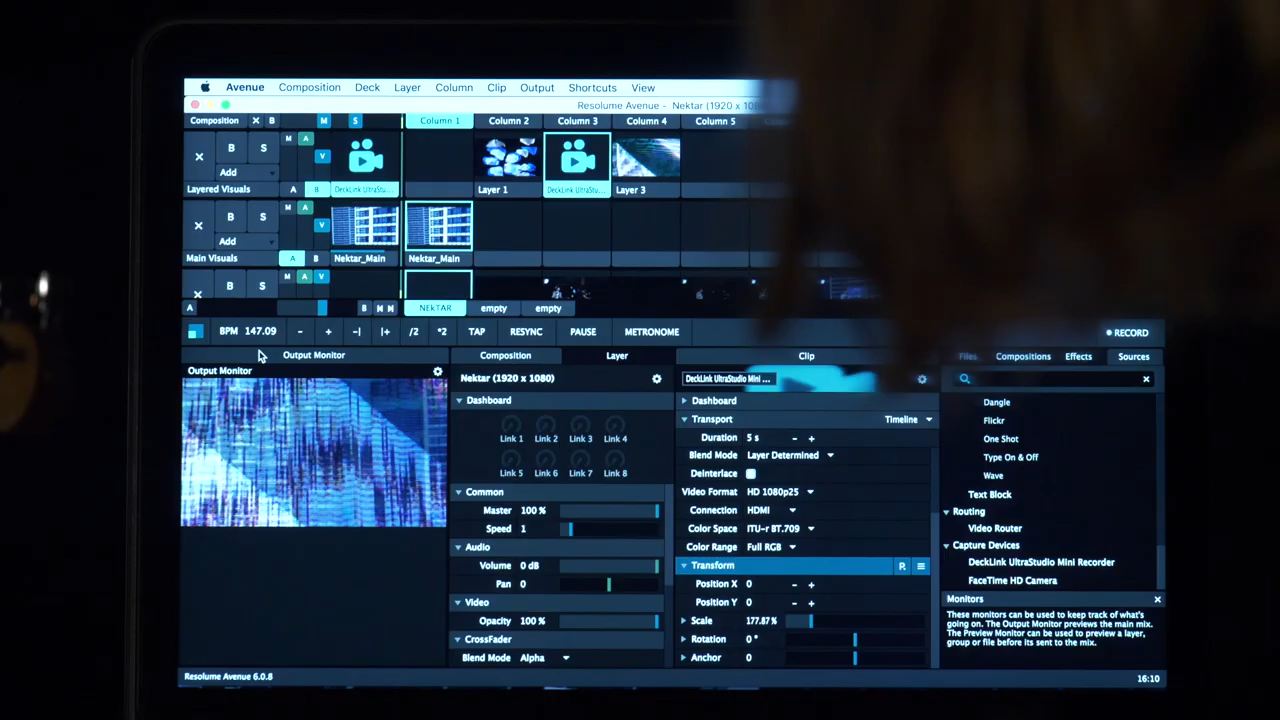 Avenue Composition Deck Layer Column Clip Output Shortcuts View
Resolume Avenue - Nektar (1920 x 10
Composition X B M S Column 1 Column 2 Column 3 Column 4 Column 5
M A
B S
V
Add
Layered Visuals A B DeckLink UltraStu... Layer 1 DeckLink UltraStu... Layer 3
M A
B S
V
Add
Main Visuals A B Nektar_Main Nektar_Main
M A V
B S
A B NEKTAR empty empty
BPM 147.09 - + -| |+ /2 *2 TAP RESYNC PAUSE METRONOME RECORD
Output Monitor Composition Layer Clip Files Compositions Effects Sources
Output Monitor
Nektar (1920 x 1080)
Dashboard
Link 1 Link 2 Link 3 Link 4
Link 5 Link 6 Link 7 Link 8
Common
Master 100 %
Speed 1
Audio
Volume 0 dB
Pan 0
Video
Opacity 100 %
CrossFader
Blend Mode Alpha
DeckLink UltraStudio Mini ...
Dashboard
Transport Timeline
Duration 5 s - +
Blend Mode Layer Determined
Deinterlace
Video Format HD 1080p25
Connection HDMI
Color Space ITU-r BT.709
Color Range Full RGB
Transform P.
Position X 0 - +
Position Y 0 - +
Scale 177.87 %
Rotation 0 °
Anchor 0
Dangle
Flickr
One Shot
Type On & Off
Wave
Text Block
Routing
Video Router
Capture Devices
DeckLink UltraStudio Mini Recorder
FaceTime HD Camera
Monitors
These monitors can be used to keep track of what's
going on. The Output Monitor previews the main mix.
The Preview Monitor can be used to preview a layer,
group or file before its sent to the mix.
Resolume Avenue 6.0.8 16:10